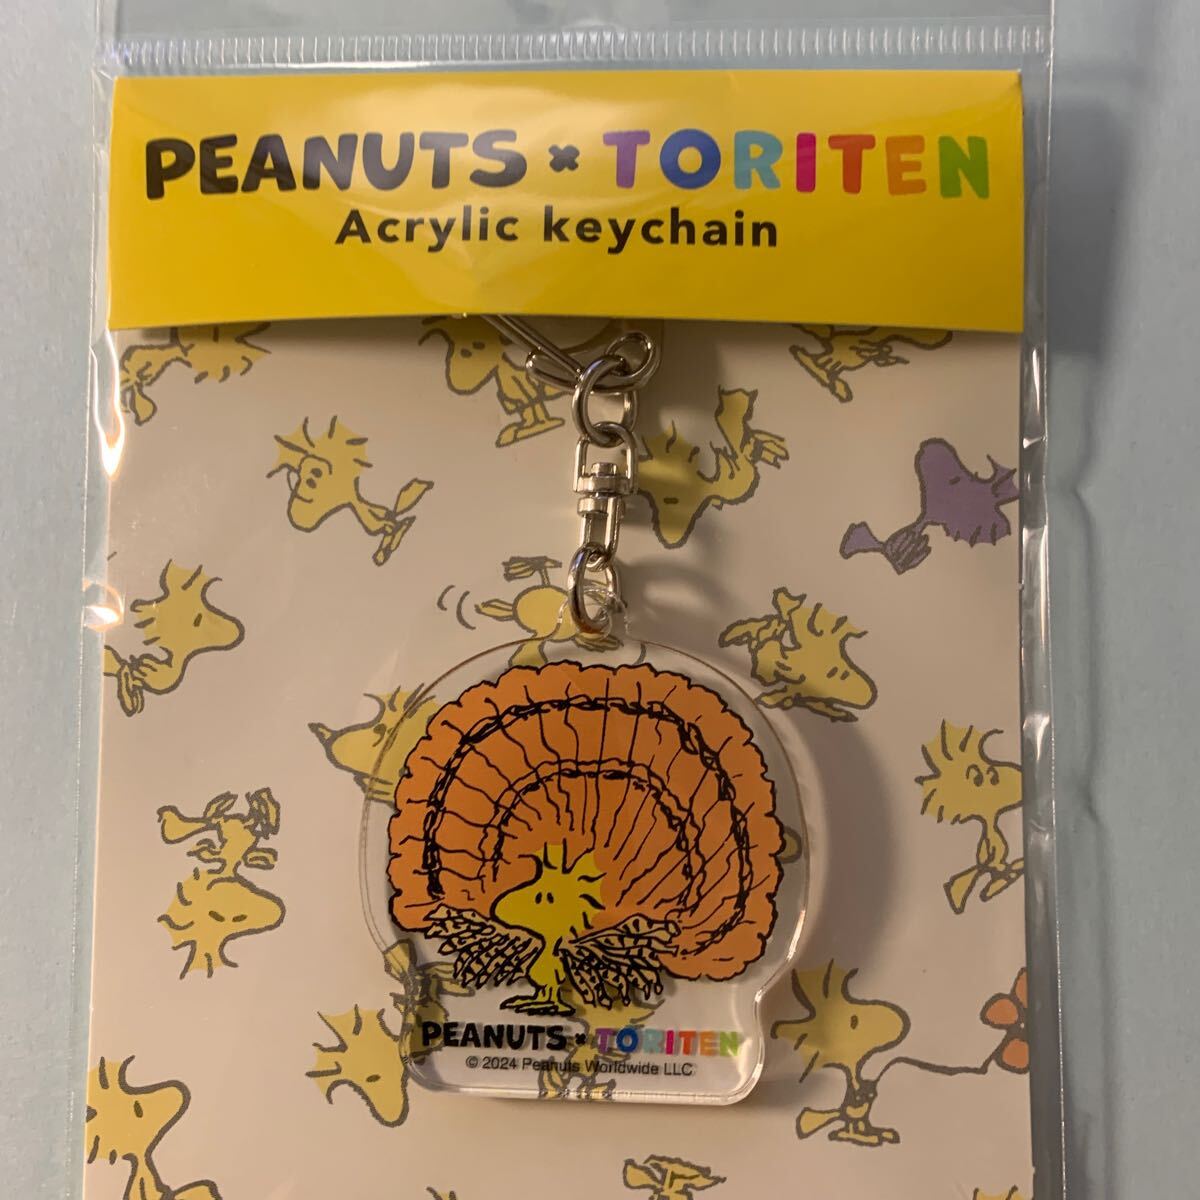 PEANUTS × TORITEN
Acrylic keychain
PEANUTS × TORITEN
© 2024 Peanuts Worldwide LLC